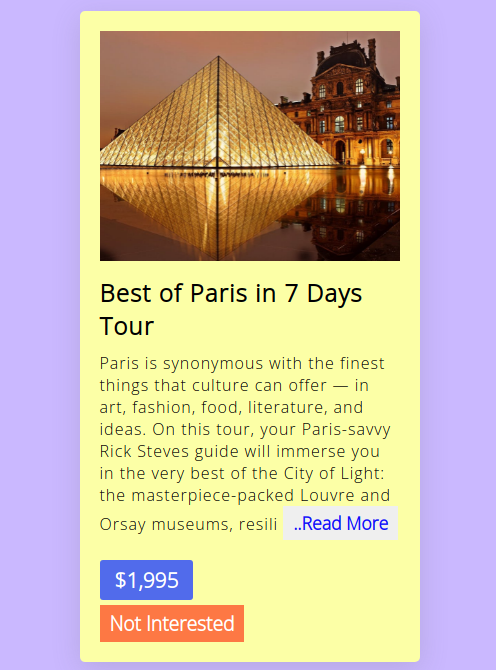 Best of Paris in 7 Days
Tour
Paris is synonymous with the finest
things that culture can offer — in
art, fashion, food, literature, and
ideas. On this tour, your Paris-savvy
Rick Steves guide will immerse you
in the very best of the City of Light:
the masterpiece-packed Louvre and
Orsay museums, resili ..Read More
$1,995
Not Interested